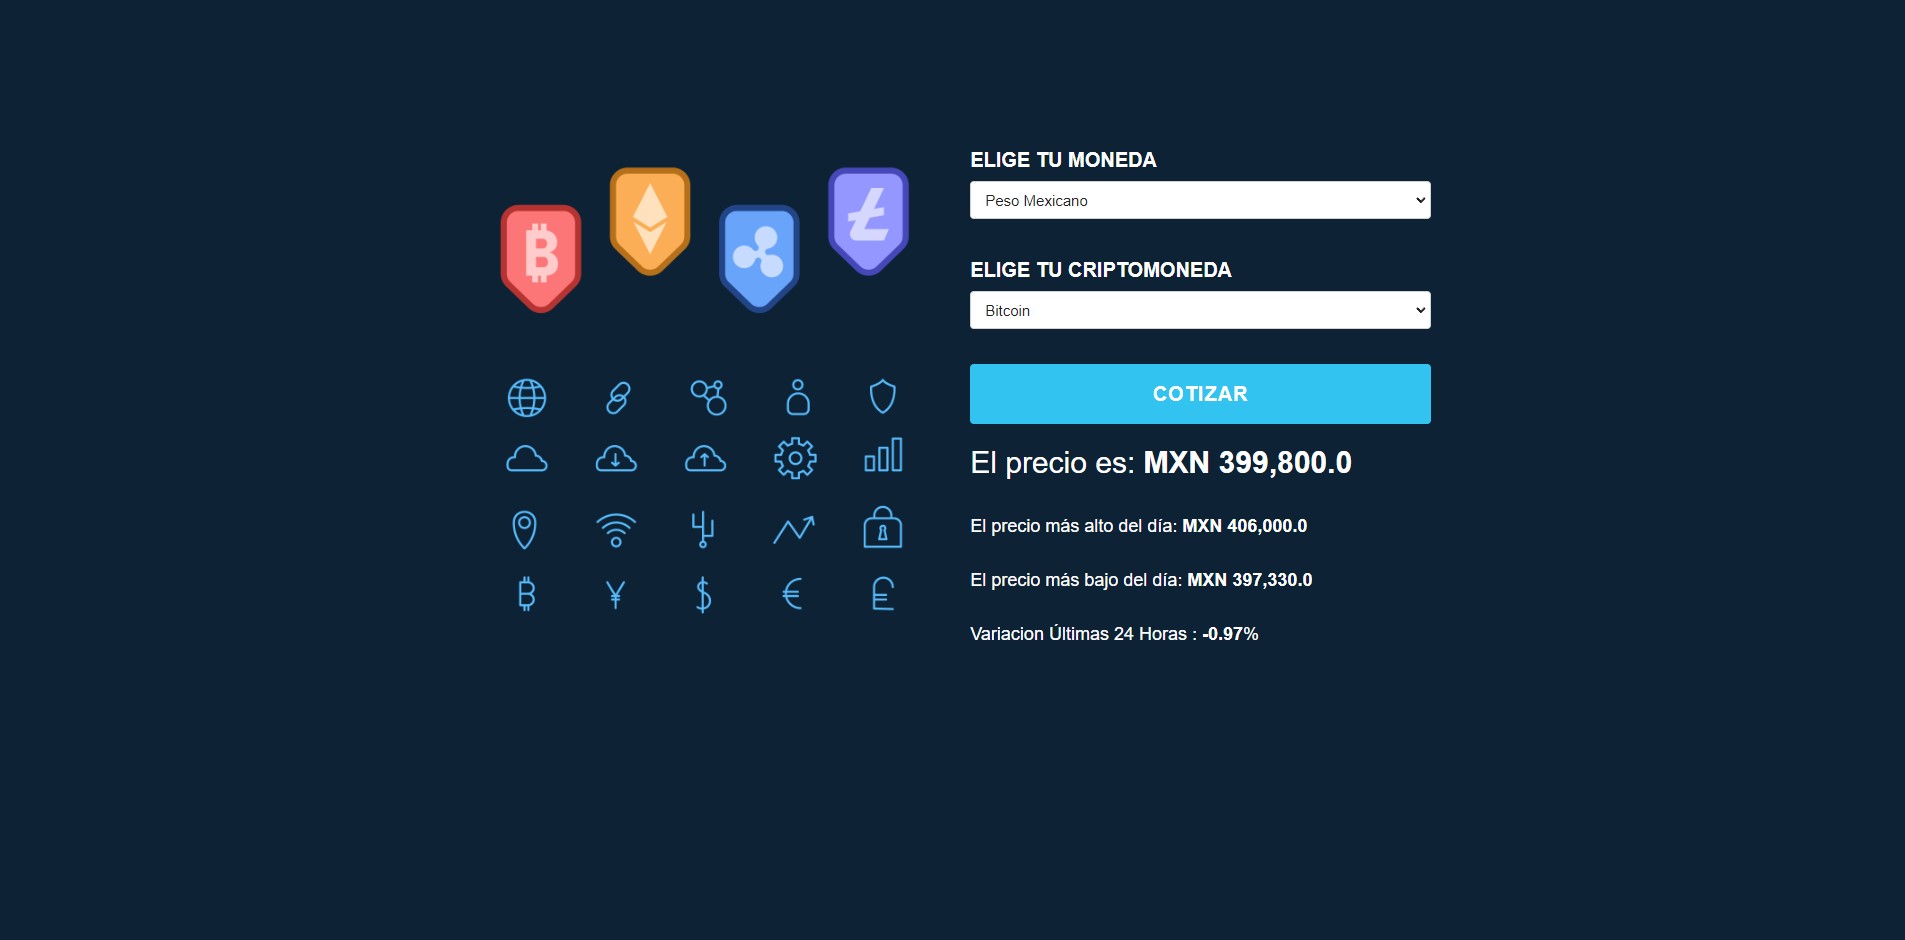 ELIGE TU MONEDA
Peso Mexicano
ELIGE TU CRIPTOMONEDA
Bitcoin
COTIZAR
El precio es: MXN 399,800.0
El precio más alto del día: MXN 406,000.0
El precio más bajo del día: MXN 397,330.0
Variacion Últimas 24 Horas : -0.97%